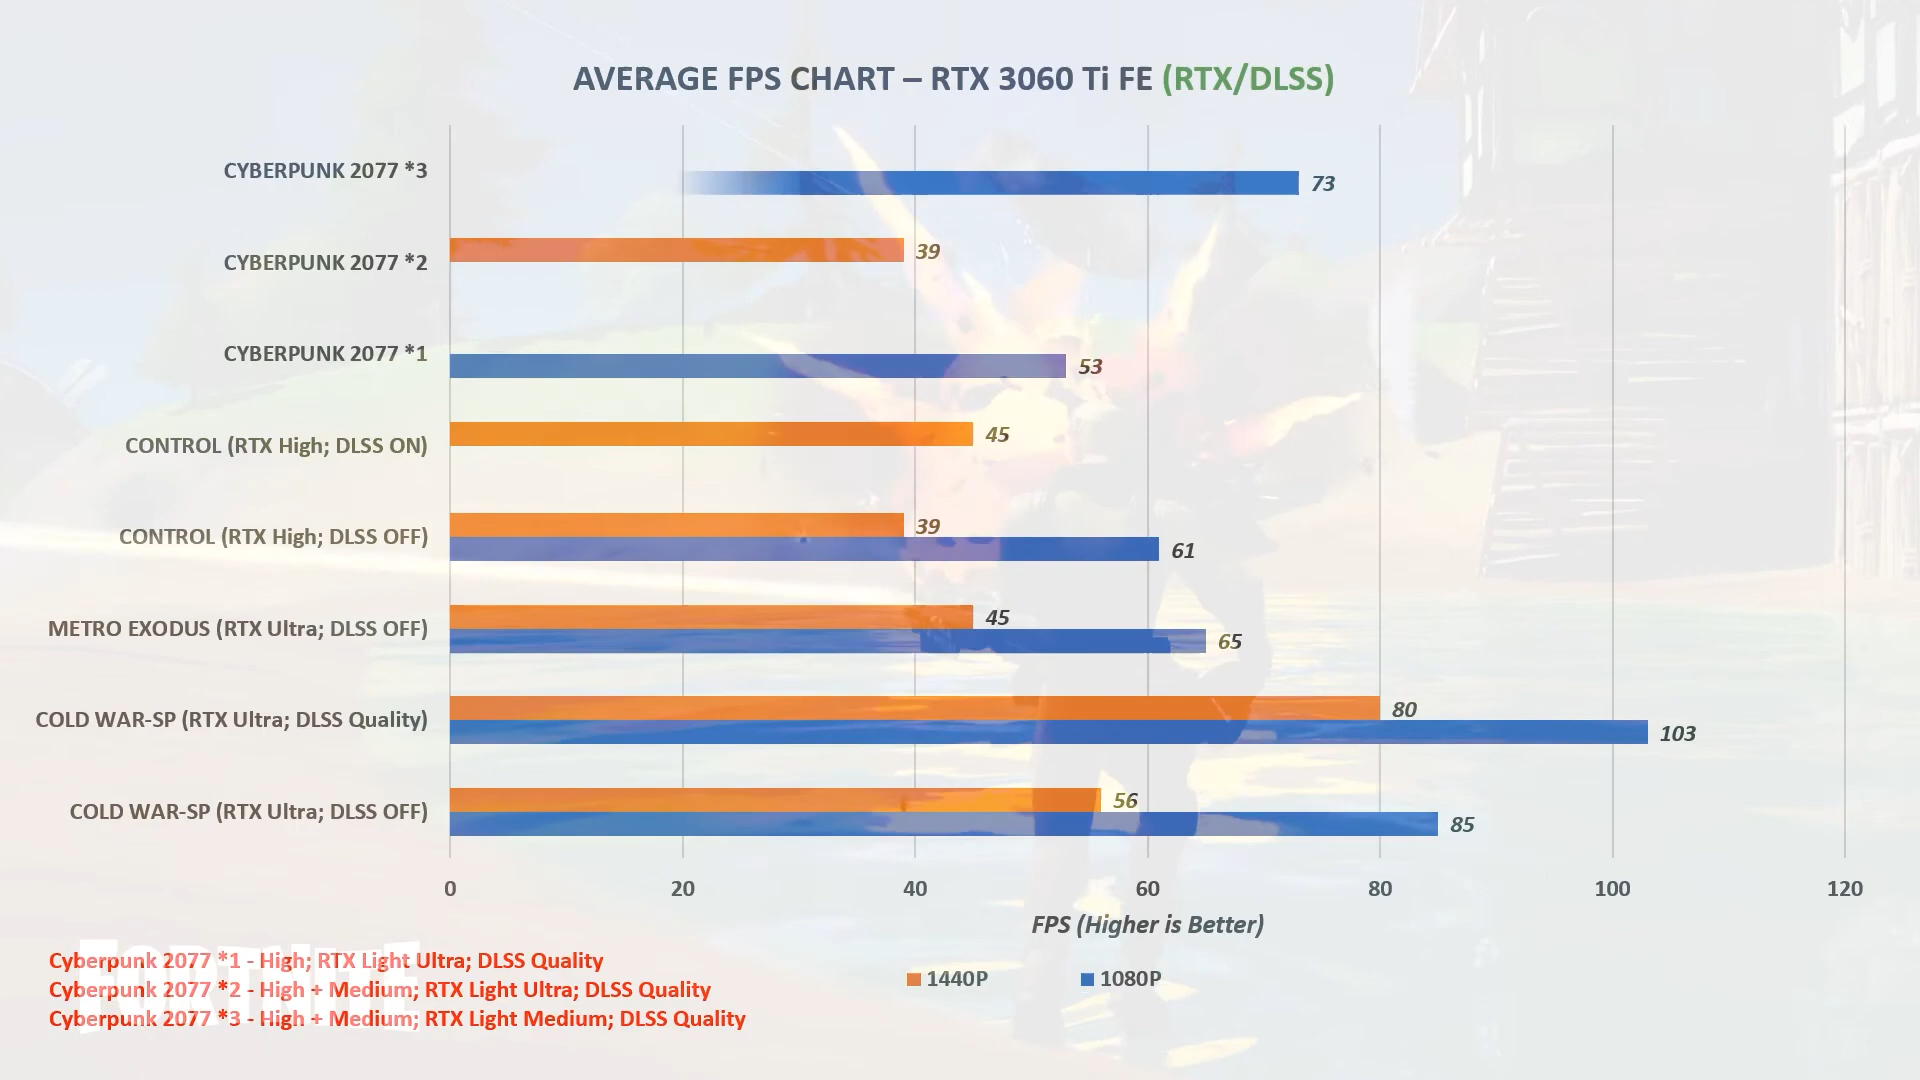 AVERAGE FPS CHART – RTX 3060 Ti FE (RTX/DLSS)
CYBERPUNK 2077 *3
73
CYBERPUNK 2077 *2
39
CYBERPUNK 2077 *1
53
CONTROL (RTX High; DLSS ON)
45
CONTROL (RTX High; DLSS OFF)
39
61
METRO EXODUS (RTX Ultra; DLSS OFF)
45
65
COLD WAR-SP (RTX Ultra; DLSS Quality)
80
103
COLD WAR-SP (RTX Ultra; DLSS OFF)
56
85
0 20 40 60 80 100 120
FPS (Higher is Better)
1440P 1080P
FORTNITE
Cyberpunk 2077 *1 - High; RTX Light Ultra; DLSS Quality
Cyberpunk 2077 *2 - High + Medium; RTX Light Ultra; DLSS Quality
Cyberpunk 2077 *3 - High + Medium; RTX Light Medium; DLSS Quality